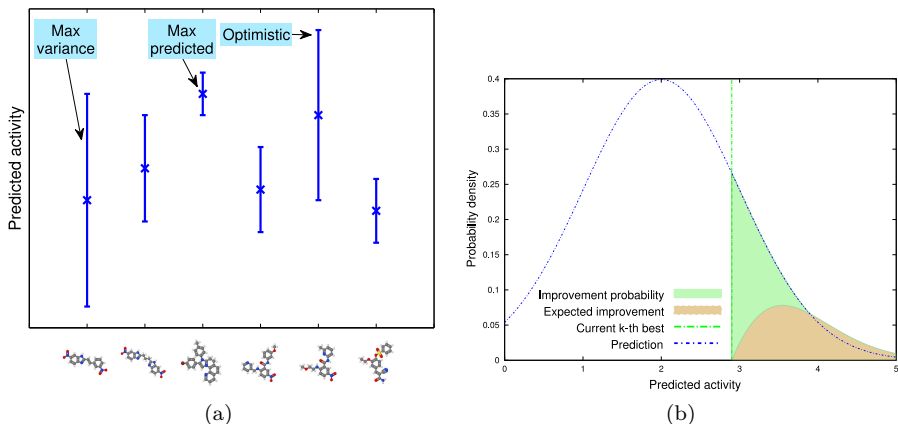 Max
variance
Max
predicted
Optimistic
Predicted activity
(a)
0.4
0.35
0.3
0.25
0.2
0.15
0.1
0.05
0
Probability density
Improvement probability
Expected improvement
Current k-th best
Prediction
0 1 2 3 4 5
Predicted activity
(b)